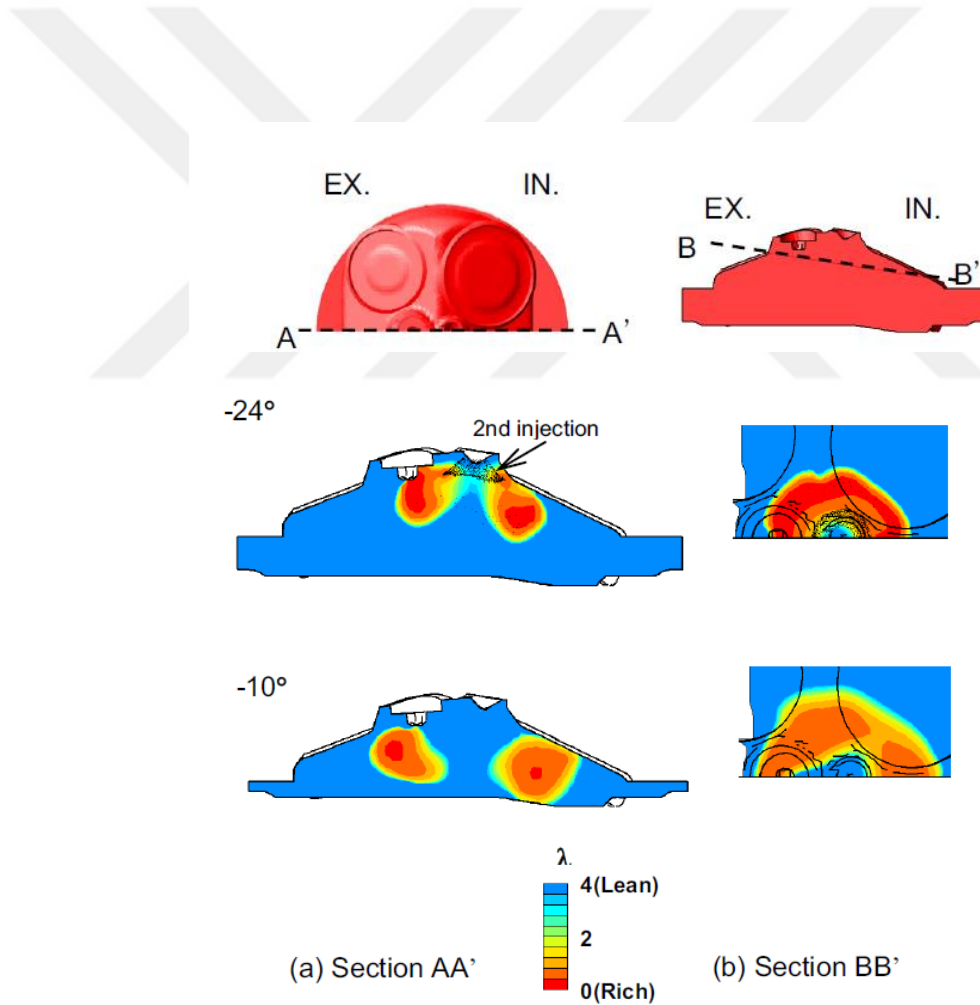 EX. IN.
EX. IN.
B B'
A A'
-24°
2nd injection
-10°
λ.
4(Lean)
2
0(Rich)
(a) Section AA' (b) Section BB'